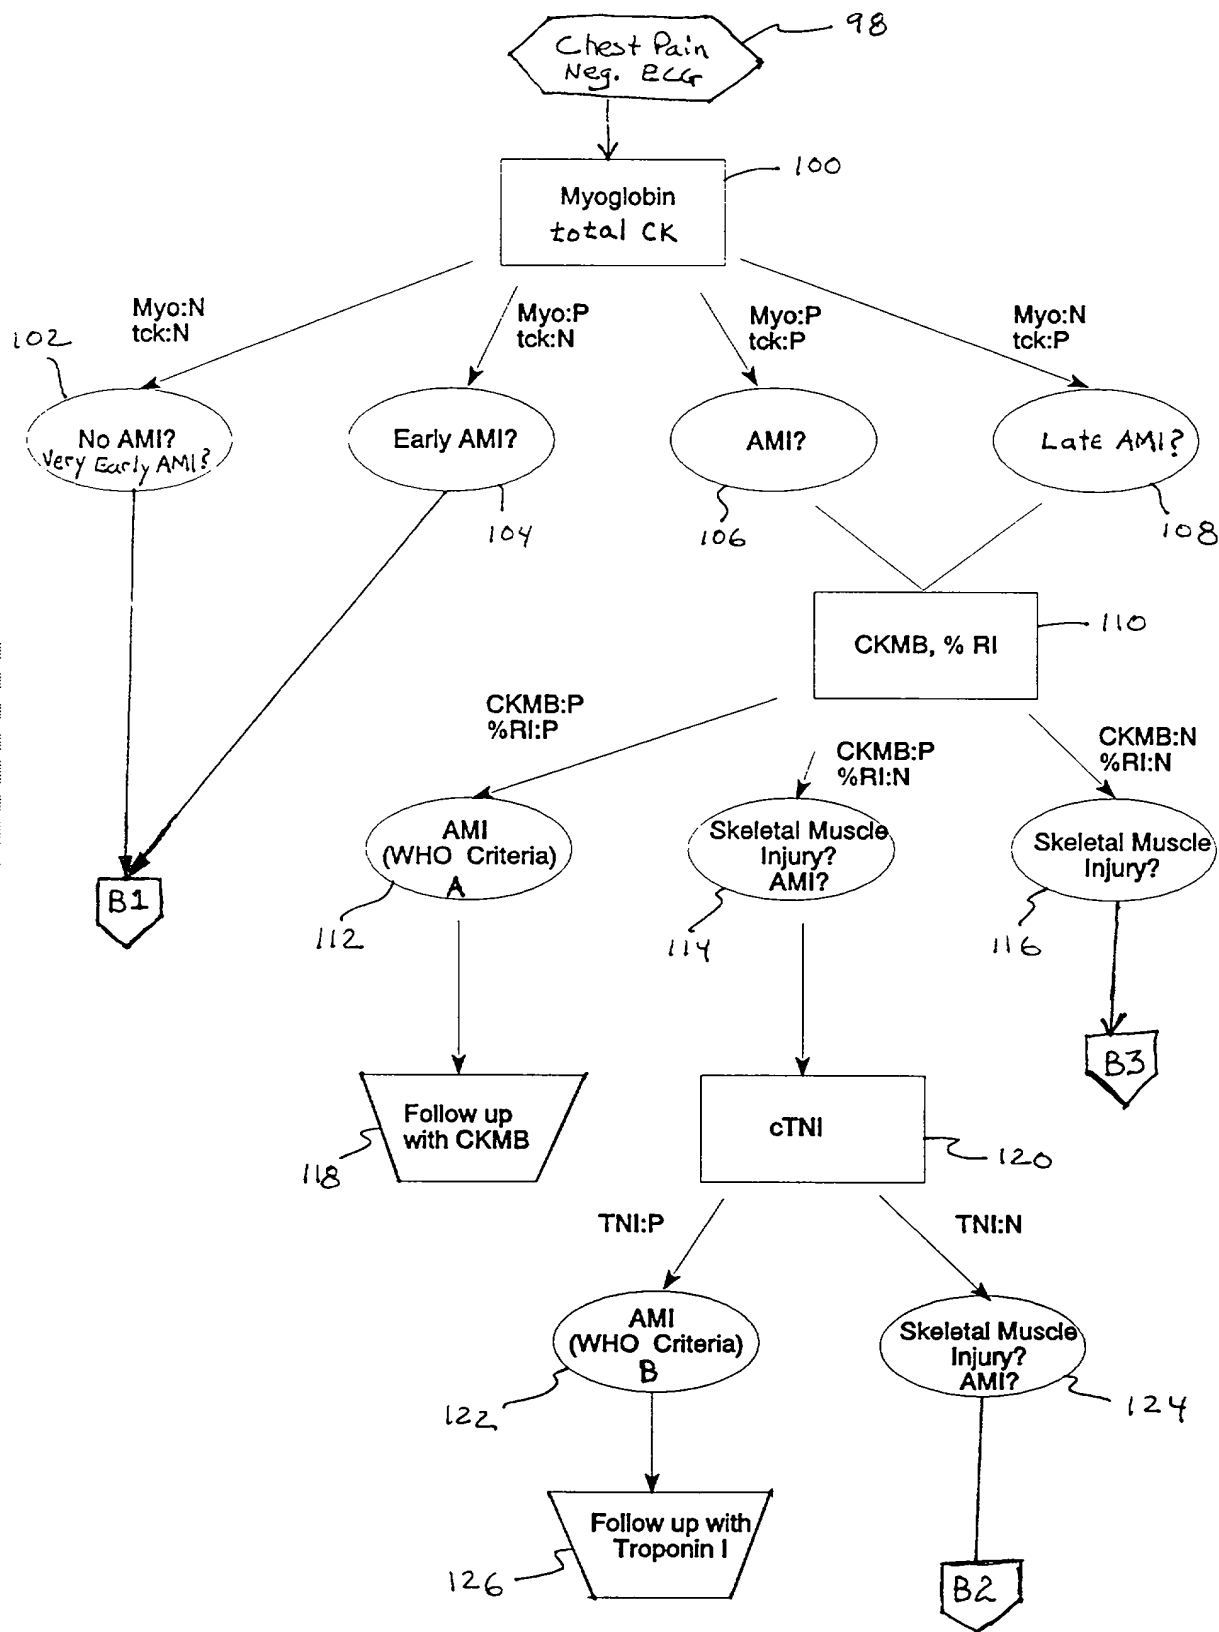 98
Chest Pain
Neg. ECG
100
Myoglobin
total CK
Myo:N
tck:N
Myo:P
tck:N
Myo:P
tck:P
Myo:N
tck:P
102
No AMI?
Very Early AMI?
Early AMI?
AMI?
Late AMI?
104
106
108
CKMB, % RI
110
CKMB:P
%RI:P
CKMB:P
%RI:N
CKMB:N
%RI:N
AMI
(WHO Criteria)
A
Skeletal Muscle
Injury?
AMI?
Skeletal Muscle
Injury?
B1
112
114
116
B3
Follow up
with CKMB
118
cTNI
120
TNI:P
TNI:N
AMI
(WHO Criteria)
B
Skeletal Muscle
Injury?
AMI?
122
124
Follow up with
Troponin I
126
B2